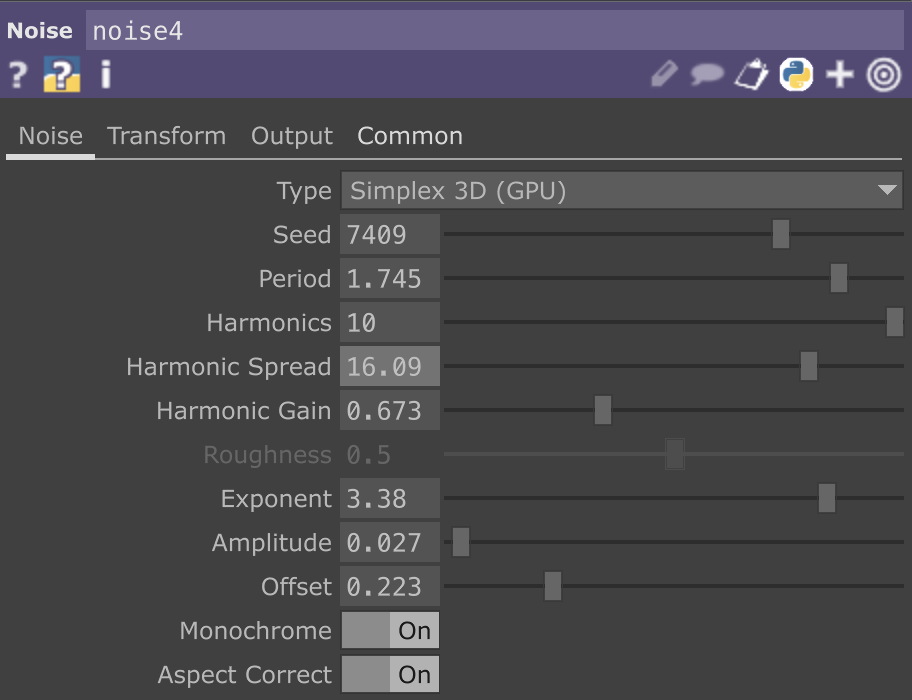 Noise noise4
? ? i
Noise Transform Output Common
Type Simplex 3D (GPU)
Seed 7409
Period 1.745
Harmonics 10
Harmonic Spread 16.09
Harmonic Gain 0.673
Roughness 0.5
Exponent 3.38
Amplitude 0.027
Offset 0.223
Monochrome On
Aspect Correct On